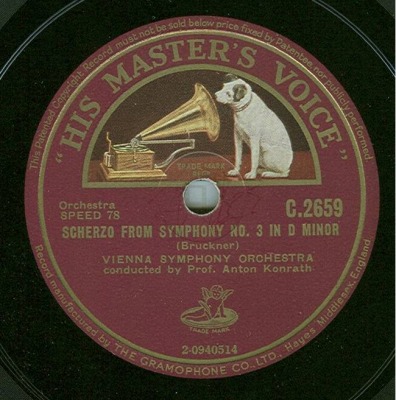 This Patented Copyright Record must not be sold below price fixed by Patentee, nor publicly performed.
"HIS MASTER'S VOICE"
TRADE MARK
Orchestra
SPEED 78
C.2659
SCHERZO FROM SYMPHONY NO. 3 IN D MINOR
(Bruckner)
VIENNA SYMPHONY ORCHESTRA
conducted by Prof. Anton Konrath
TRADE MARK
2-0940514
Record manufactured by THE GRAMOPHONE CO., LTD., Hayes, Middlesex, England